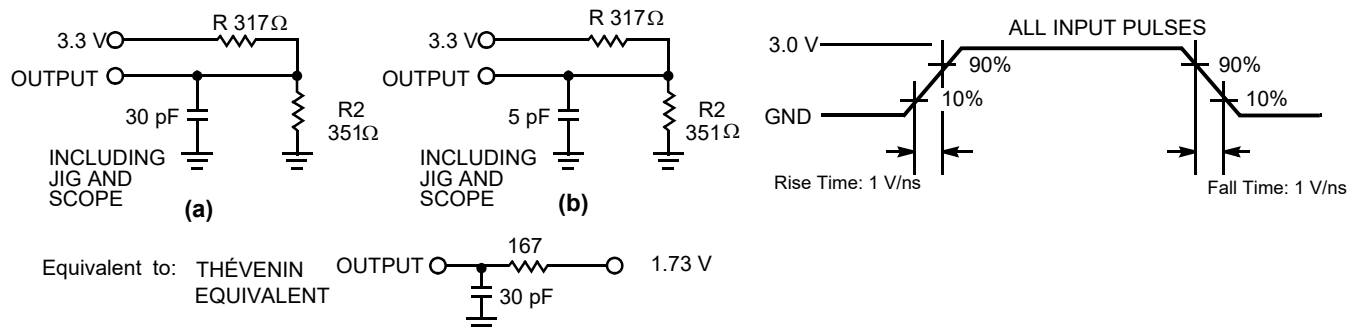 R 317Ω
3.3 V
OUTPUT
30 pF
R2
351Ω
INCLUDING
JIG AND
SCOPE
(a)
R 317Ω
3.3 V
OUTPUT
5 pF
R2
351Ω
INCLUDING
JIG AND
SCOPE
(b)
ALL INPUT PULSES
3.0 V
90%
10%
GND
90%
10%
Rise Time: 1 V/ns
Fall Time: 1 V/ns
Equivalent to: THÉVENIN
EQUIVALENT
OUTPUT
167
1.73 V
30 pF